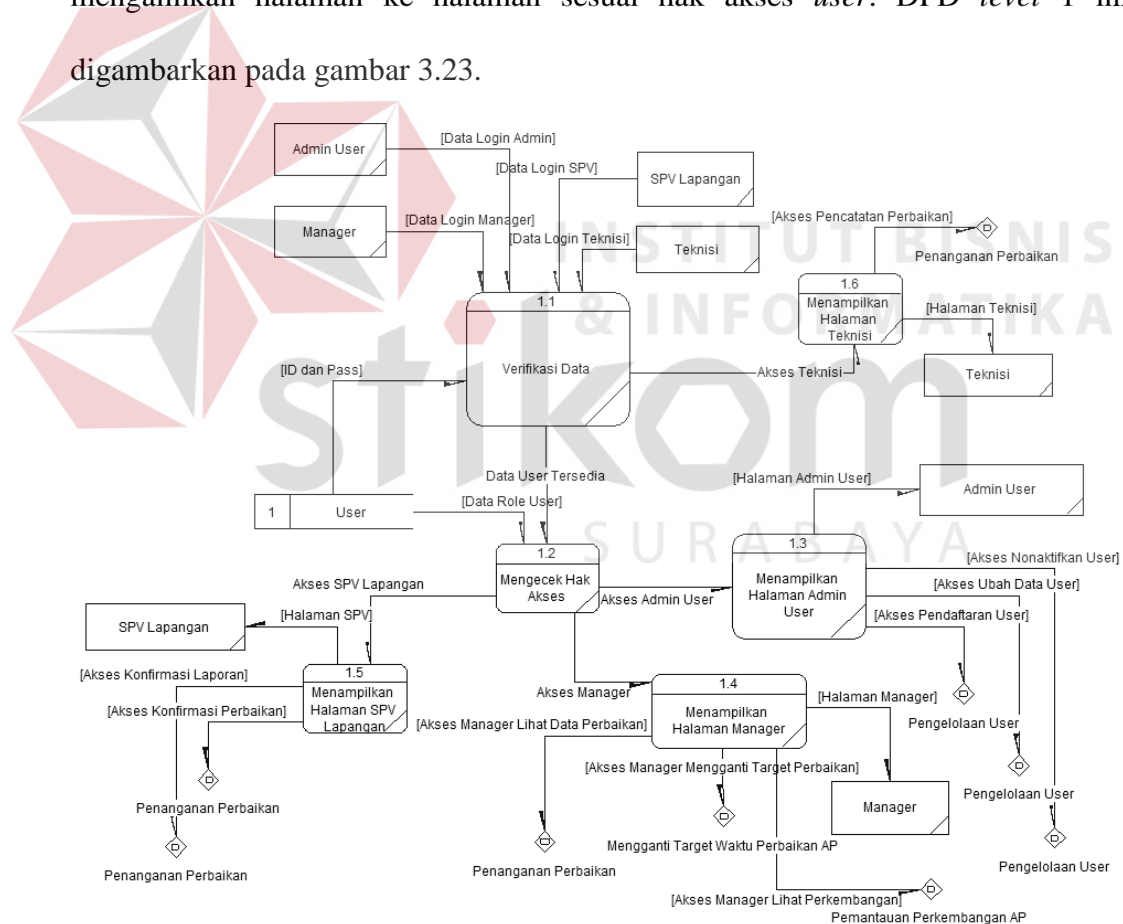 mengalihkan halaman ke halaman sesuai hak akses user. DFD level 1 ini
digambarkan pada gambar 3.23.
Admin User
[Data Login Admin]
[Data Login SPV]
SPV Lapangan
Manager
[Data Login Manager]
[Data Login Teknisi]
Teknisi
[Akses Pencatatan Perbaikan]
Penanganan Perbaikan
INSTITUT BISNIS
& INFORMATIKA
stikom
SURABAYA
1.1
Verifikasi Data
[ID dan Pass]
1.6
Menampilkan
Halaman
Teknisi
[Halaman Teknisi]
Akses Teknisi
Teknisi
Data User Tersedia
1
User
[Data Role User]
[Halaman Admin User]
Admin User
1.2
Mengecek Hak
Akses
1.3
Menampilkan
Halaman Admin
User
[Akses Nonaktifkan User]
[Akses Ubah Data User]
[Akses Pendaftaran User]
Akses SPV Lapangan
Akses Admin User
[Halaman SPV]
SPV Lapangan
1.5
Menampilkan
Halaman SPV
Lapangan
[Akses Konfirmasi Laporan]
[Akses Konfirmasi Perbaikan]
Akses Manager
1.4
Menampilkan
Halaman Manager
[Halaman Manager]
[Akses Manager Lihat Data Perbaikan]
Pengelolaan User
[Akses Manager Mengganti Target Perbaikan]
Pengelolaan User
Manager
Penanganan Perbaikan
Mengganti Target Waktu Perbaikan AP
Pengelolaan User
Penanganan Perbaikan
Penanganan Perbaikan
[Akses Manager Lihat Perkembangan]
Pemantauan Perkembangan AP